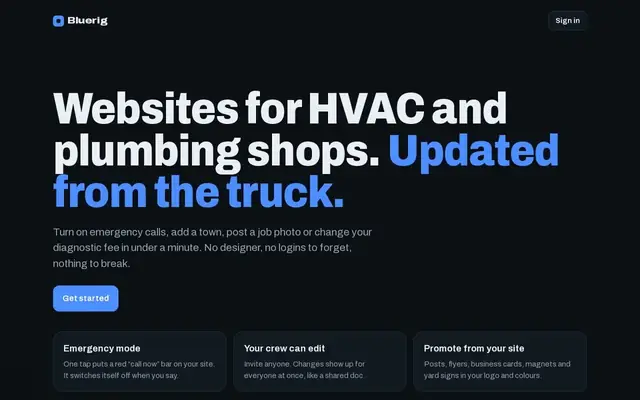 Bluerig
Sign in
Websites for HVAC and
plumbing shops. Updated
from the truck.
Turn on emergency calls, add a town, post a job photo or change your
diagnostic fee in under a minute. No designer, no logins to forget,
nothing to break.
Get started
Emergency mode
One tap puts a red "call now" bar on your site.
It switches itself off when you say.
Your crew can edit
Invite anyone. Changes show up for
everyone at once, like a shared doc.
Promote from your site
Posts, flyers, business cards, magnets and
yard signs in your logo and colours.